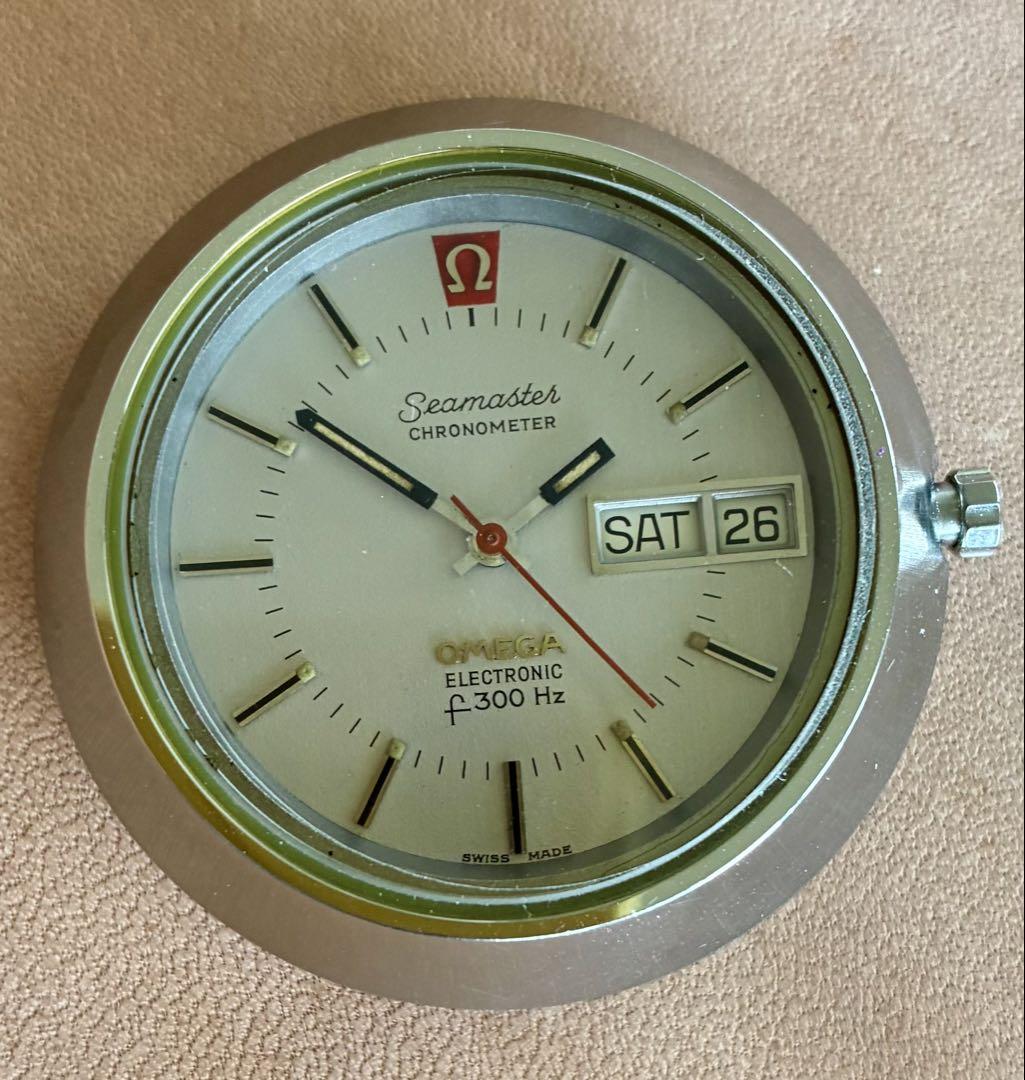 Ω
Seamaster
CHRONOMETER
SAT 26
OMEGA
ELECTRONIC
f300 Hz
SWISS MADE